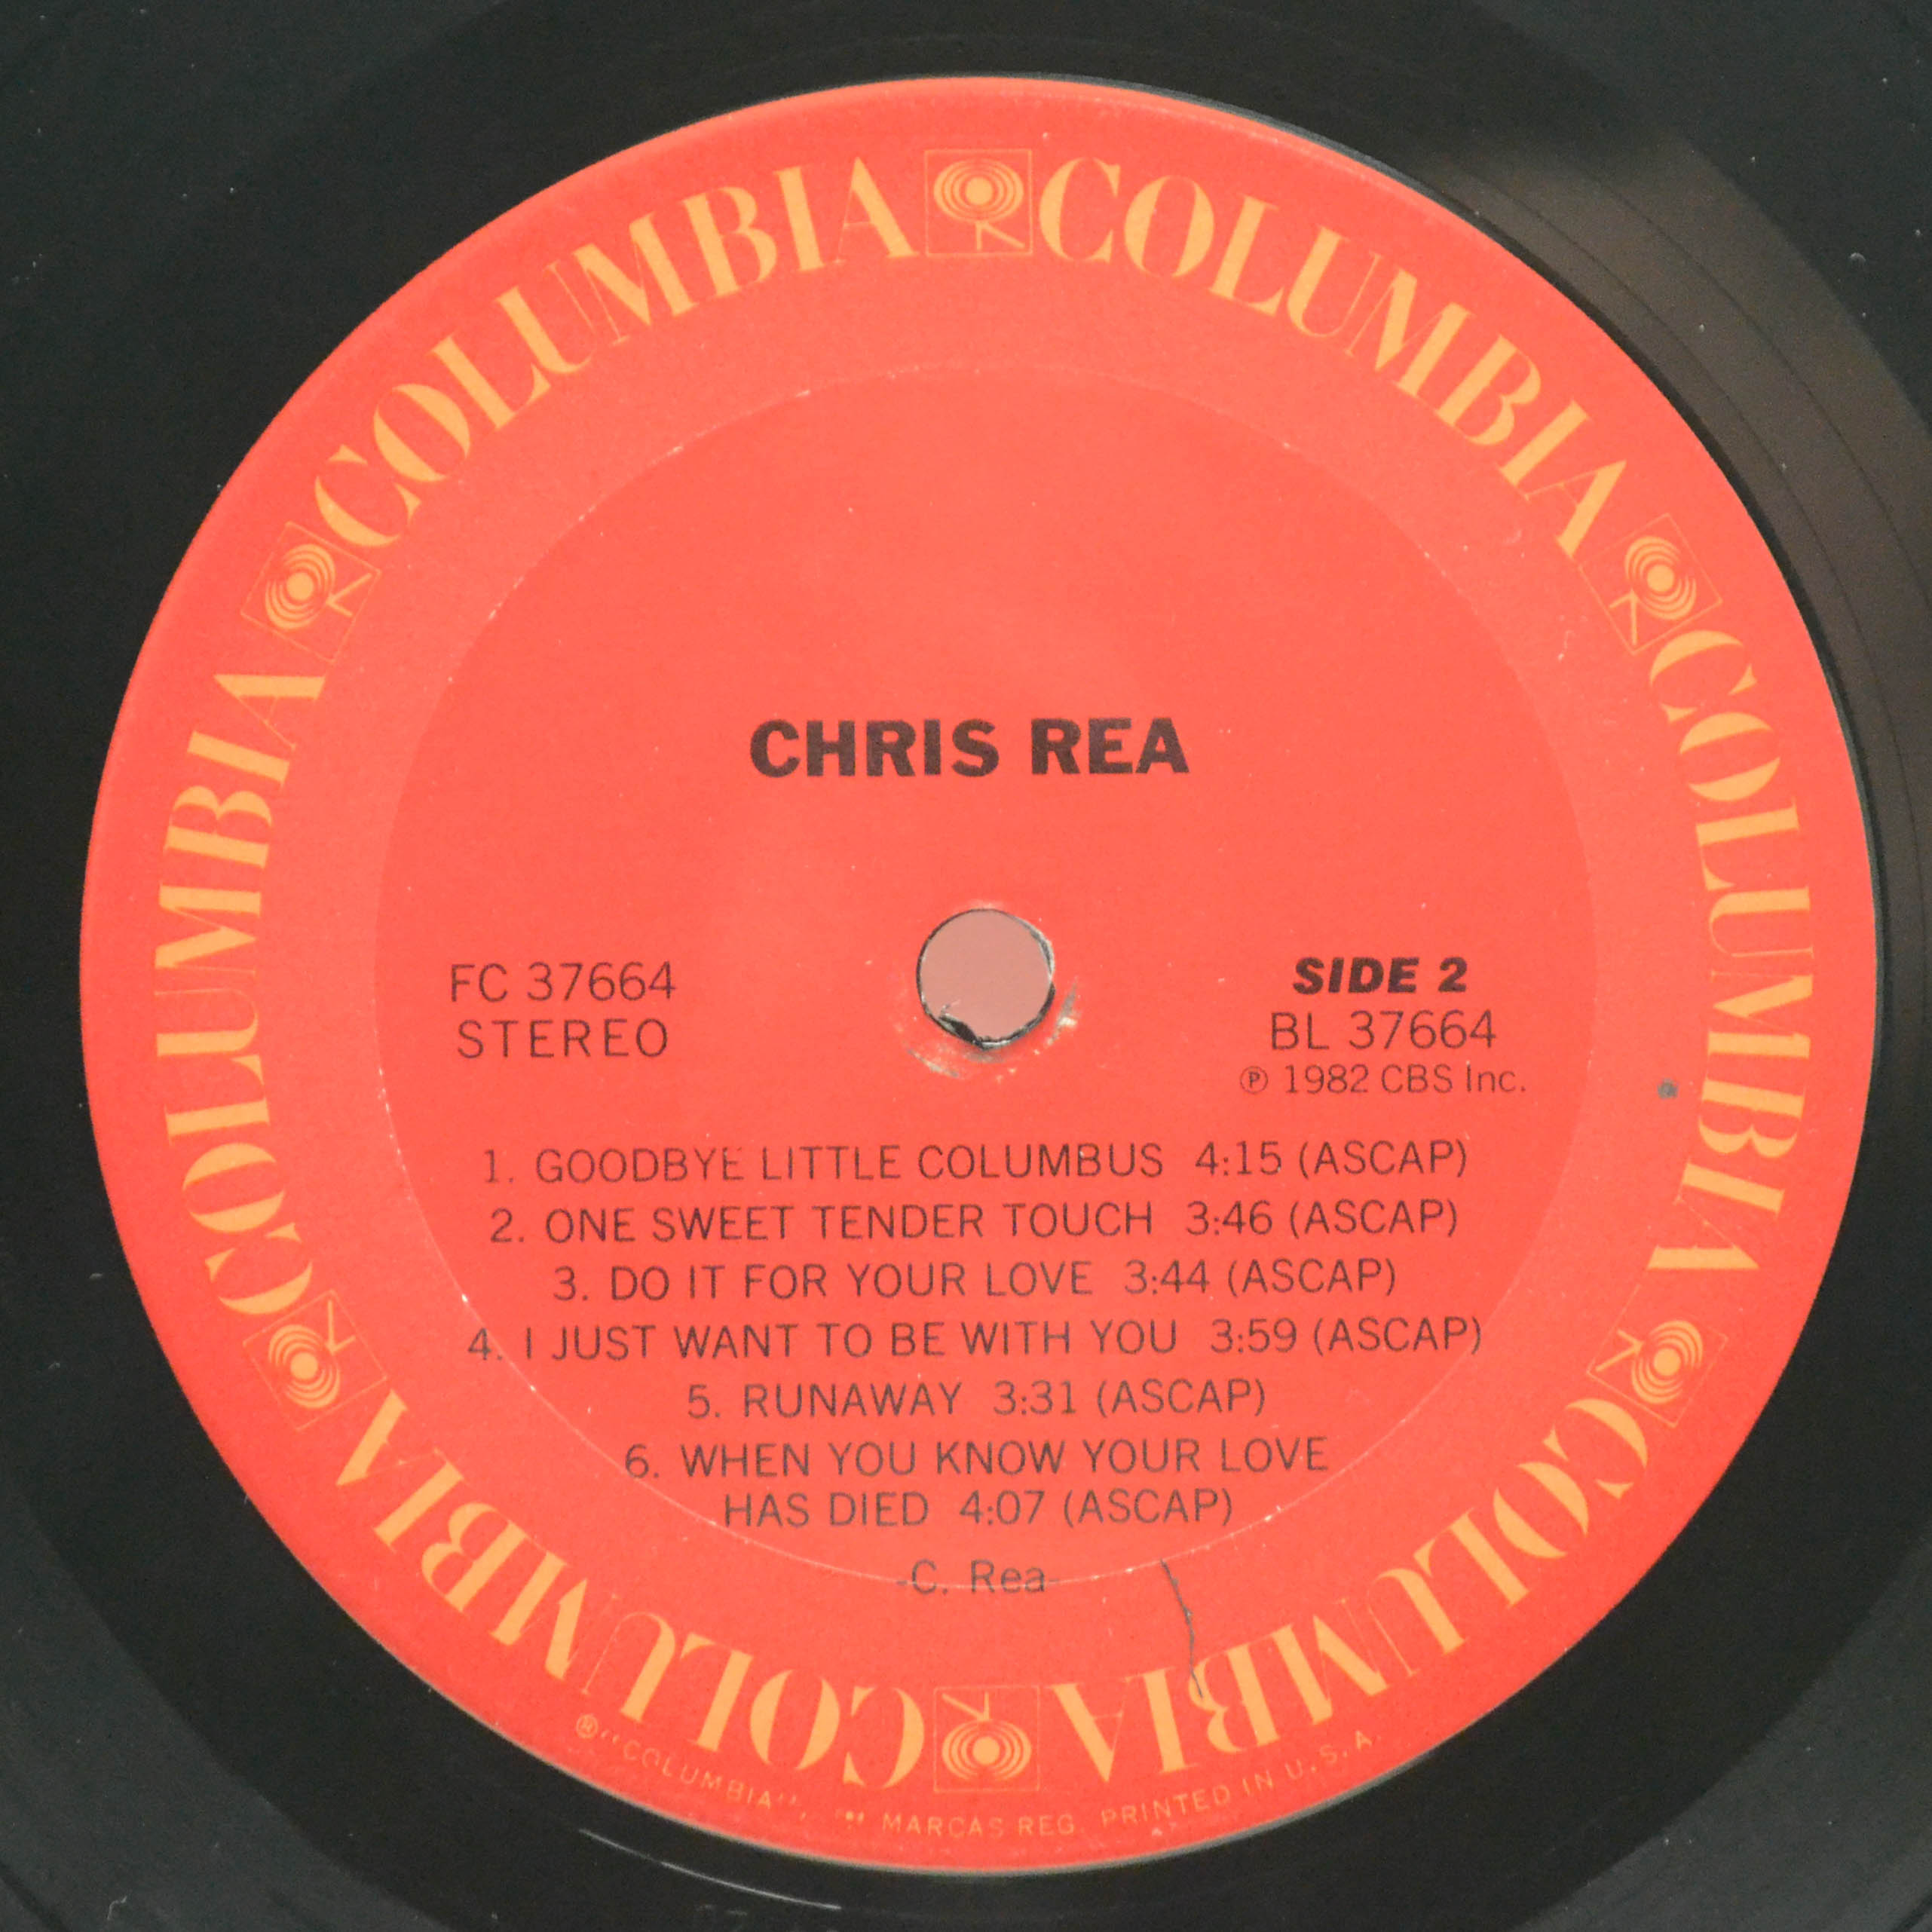 COLUMBIA COLUMBIA COLUMBIA COLUMBIA COLUMBIA COLUMBIA
CHRIS REA
FC 37664
STEREO
SIDE 2
BL 37664
℗ 1982 CBS Inc.
1. GOODBYE LITTLE COLUMBUS 4:15 (ASCAP)
2. ONE SWEET TENDER TOUCH 3:46 (ASCAP)
3. DO IT FOR YOUR LOVE 3:44 (ASCAP)
4. I JUST WANT TO BE WITH YOU 3:59 (ASCAP)
5. RUNAWAY 3:31 (ASCAP)
6. WHEN YOU KNOW YOUR LOVE
HAS DIED 4:07 (ASCAP)
-C. Rea-
® "COLUMBIA", MARCAS REG. PRINTED IN U.S.A.